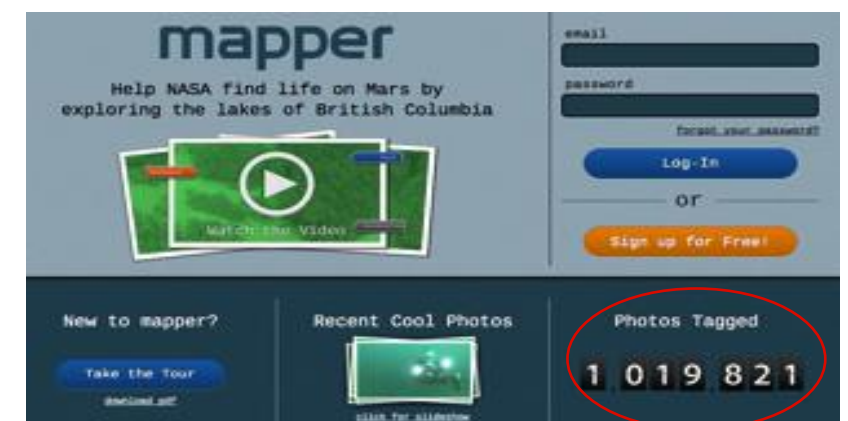 mapper
Help NASA find life on Mars by
exploring the lakes of British Columbia
Watch the Video
email
password
forgot your password?
Log-In
or
Sign up for Free!
New to mapper?
Take the Tour
download pdf
Recent Cool Photos
click for slideshow
Photos Tagged
1,019,821